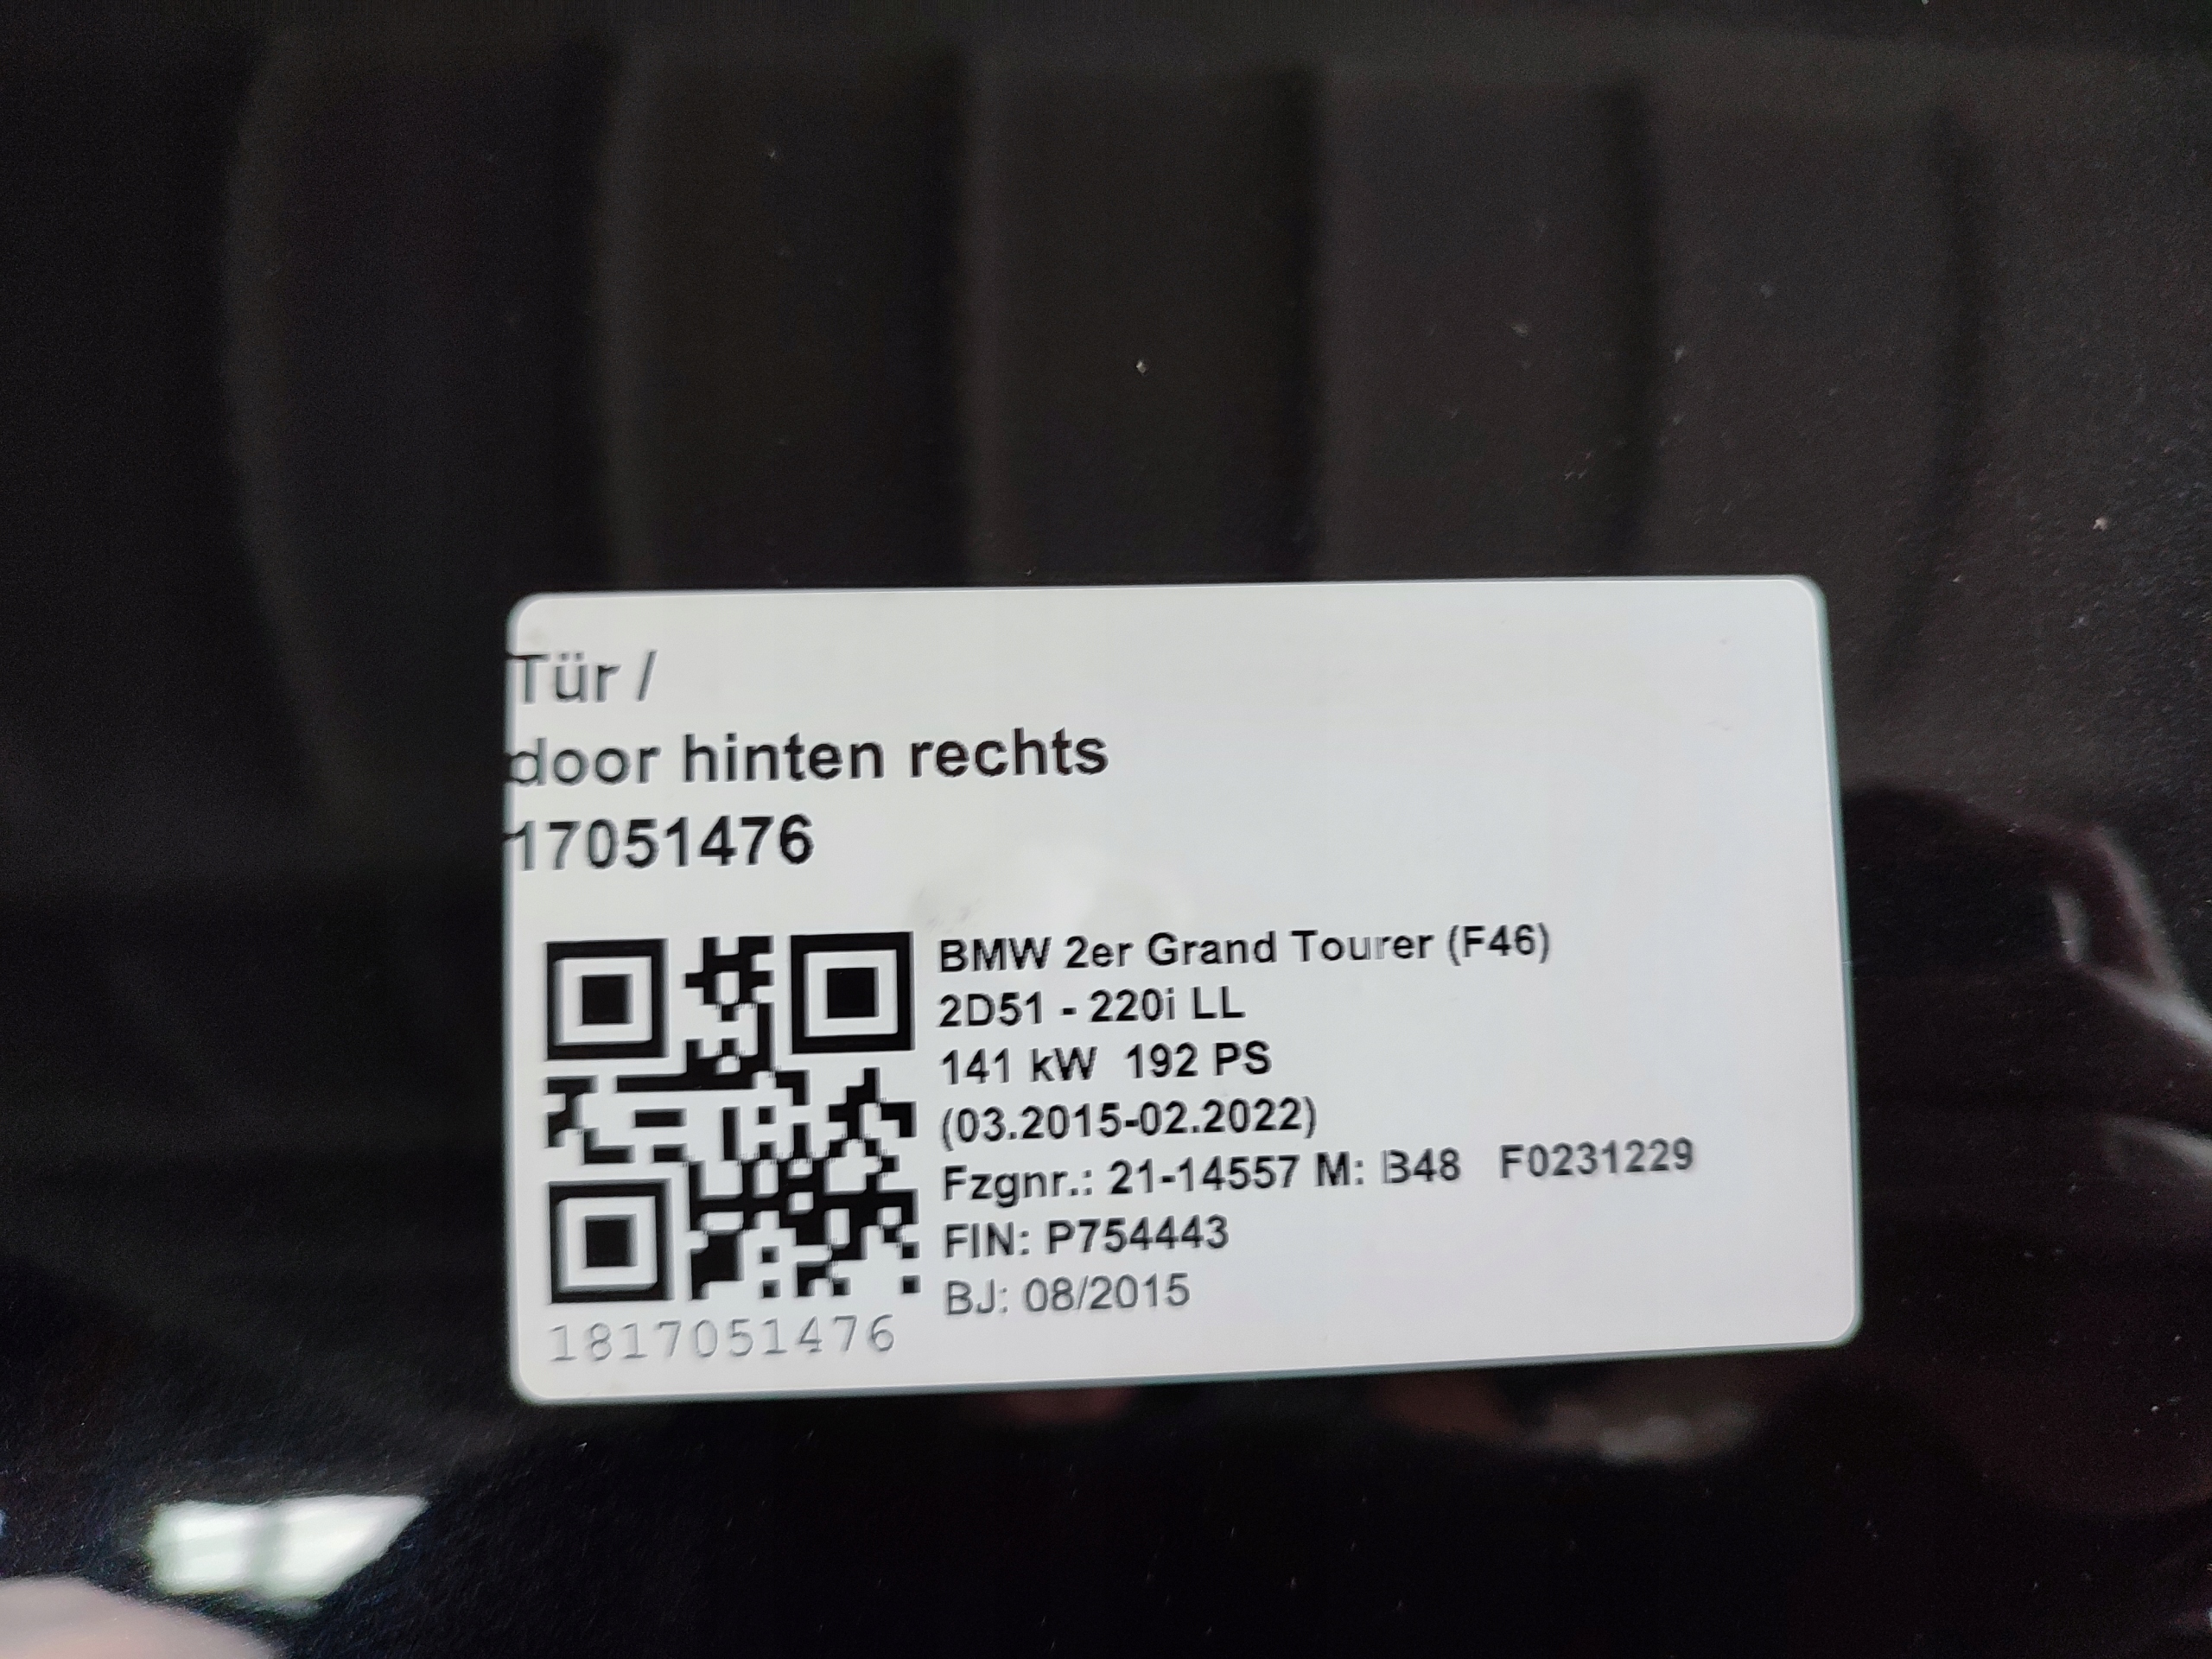 Tür /
door hinten rechts
17051476
BMW 2er Grand Tourer (F46)
2D51 - 220i LL
141 kW 192 PS
(03.2015-02.2022)
Fzgnr.: 21-14557 M: B48 F0231229
FIN: P754443
BJ: 08/2015
1817051476